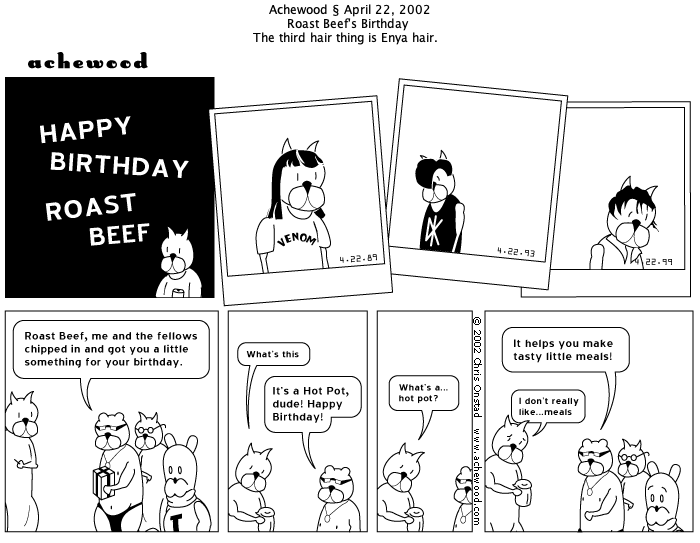 Achewood § April 22, 2002
Roast Beef's Birthday
The third hair thing is Enya hair.
achewood
HAPPY
BIRTHDAY
ROAST
BEEF
VENOM
4.22.89
4.22.93
4.22.99
Roast Beef, me and the fellows
chipped in and got you a little
something for your birthday.
T
What's this
It's a Hot Pot,
dude! Happy
Birthday!
What's a...
hot pot?
© 2002 Chris Onstad www.achewood.com
It helps you make
tasty little meals!
I don't really
like...meals